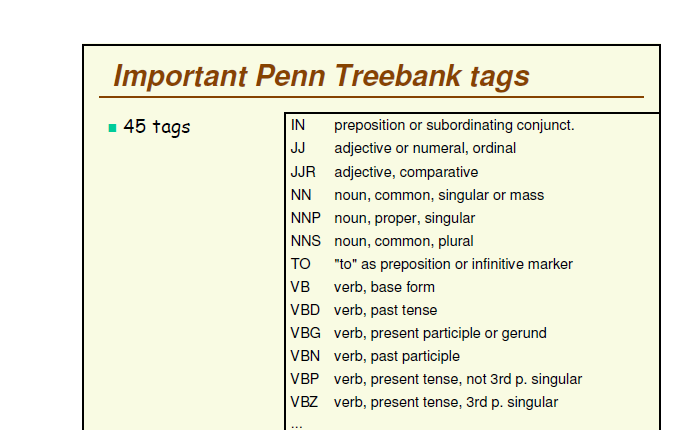 Important Penn Treebank tags
45 tags
IN preposition or subordinating conjunct.
JJ adjective or numeral, ordinal
JJR adjective, comparative
NN noun, common, singular or mass
NNP noun, proper, singular
NNS noun, common, plural
TO "to" as preposition or infinitive marker
VB verb, base form
VBD verb, past tense
VBG verb, present participle or gerund
VBN verb, past participle
VBP verb, present tense, not 3rd p. singular
VBZ verb, present tense, 3rd p. singular
...